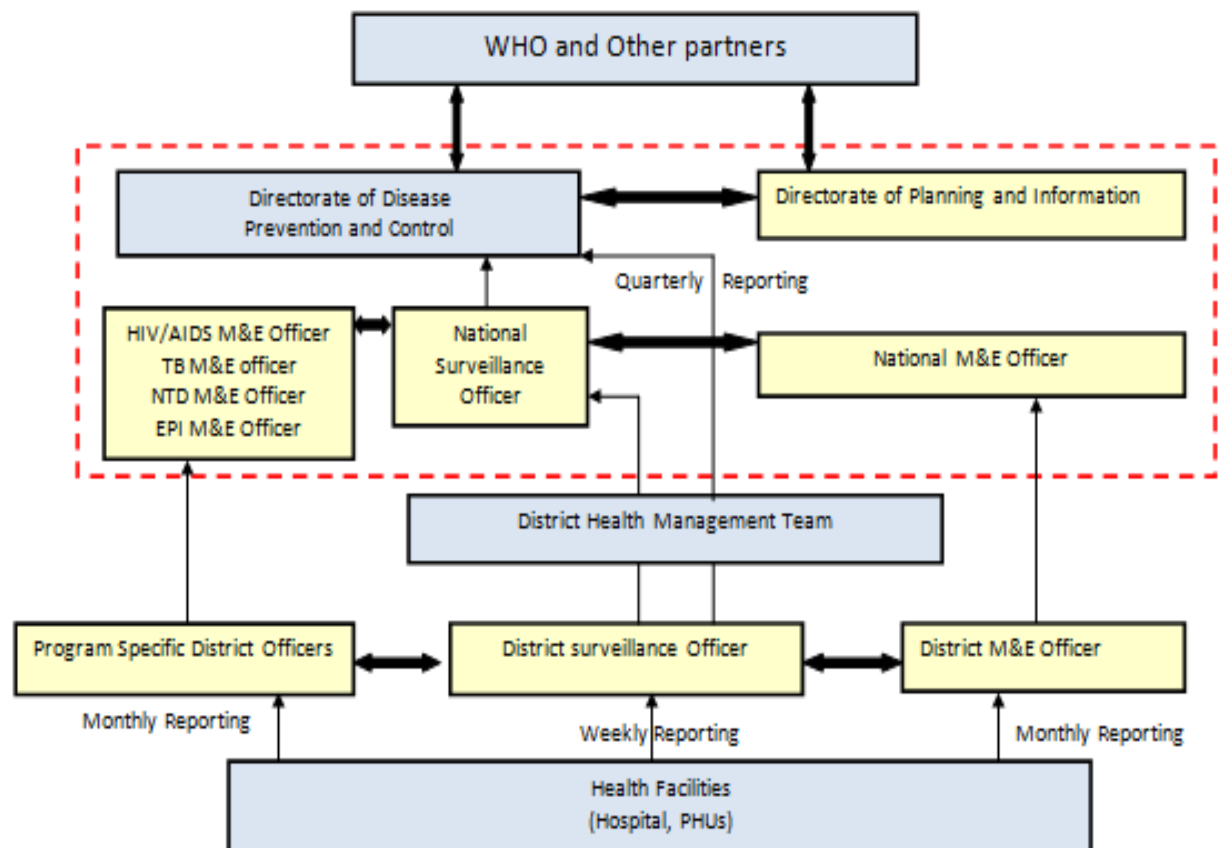 WHO and Other partners
Directorate of Disease
Prevention and Control
Directorate of Planning and Information
Quarterly Reporting
HIV/AIDS M&E Officer
TB M&E officer
NTD M&E Officer
EPI M&E Officer
National
Surveillance
Officer
National M&E Officer
District Health Management Team
Program Specific District Officers
District surveillance Officer
District M&E Officer
Monthly Reporting
Weekly Reporting
Monthly Reporting
Health Facilities
(Hospital, PHUs)